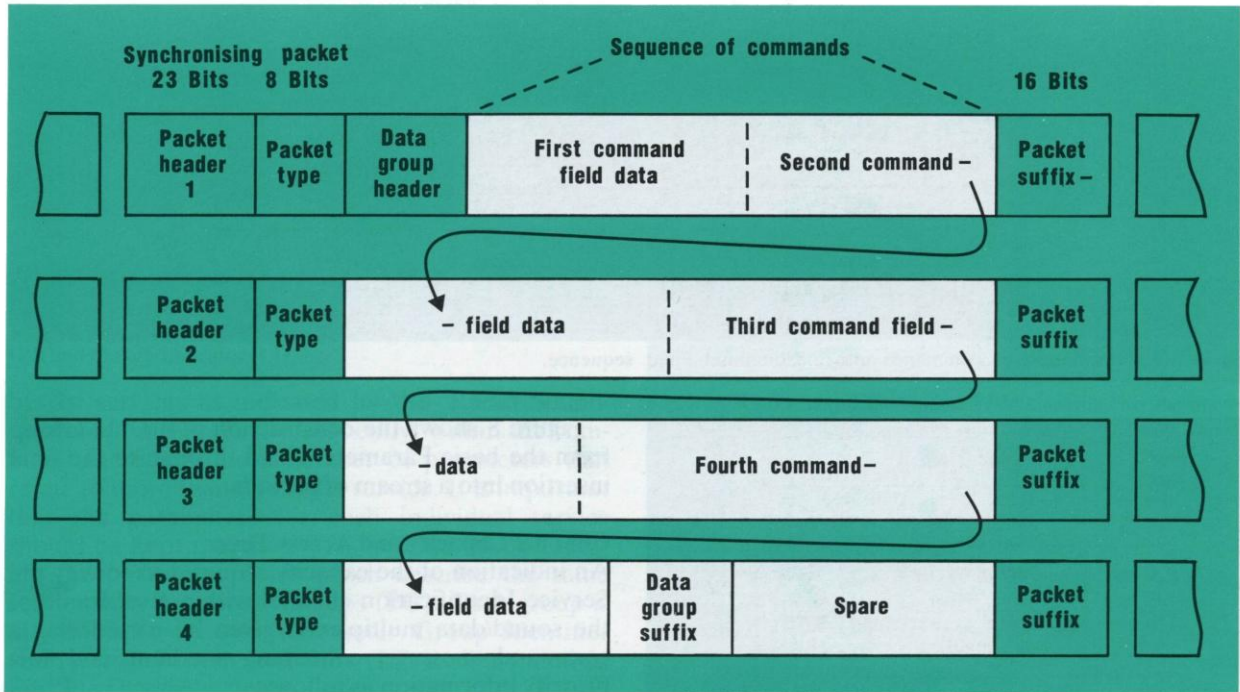 Synchronising packet
23 Bits 8 Bits
Sequence of commands
16 Bits
Packet header 1
Packet type
Data group header
First command field data
Second command –
Packet suffix –
Packet header 2
Packet type
– field data
Third command field –
Packet suffix
Packet header 3
Packet type
– data
Fourth command –
Packet suffix
Packet header 4
Packet type
– field data
Data group suffix
Spare
Packet suffix